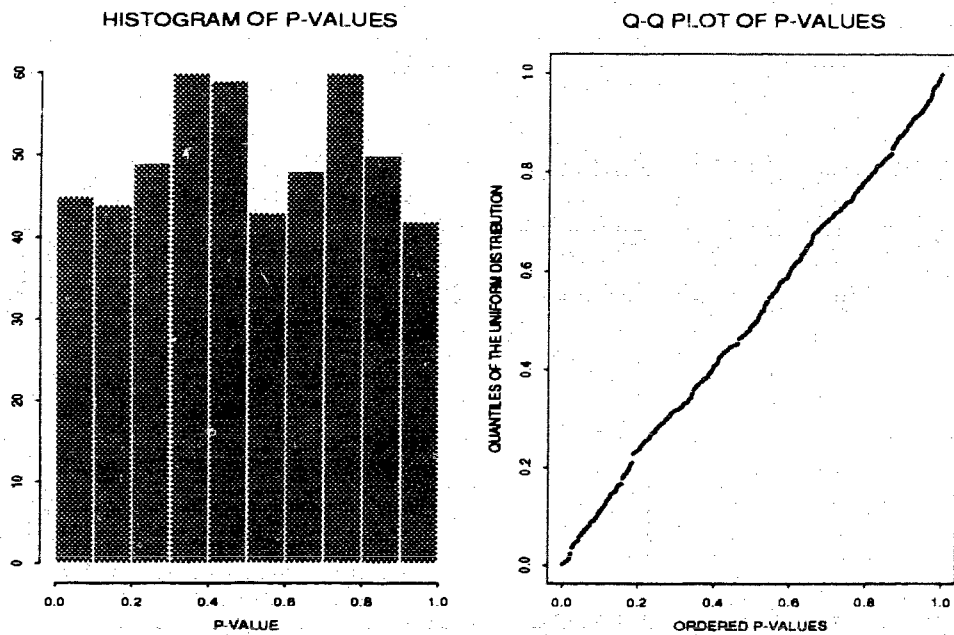 HISTOGRAM OF P-VALUES
60
50
40
30
20
10
0
0.0 0.2 0.4 0.6 0.8 1.0
P-VALUE
Q-Q PLOT OF P-VALUES
QUANTILES OF THE UNIFORM DISTRIBUTION
1.0
0.8
0.6
0.4
0.2
0.0
0.0 0.2 0.4 0.6 0.8 1.0
ORDERED P-VALUES